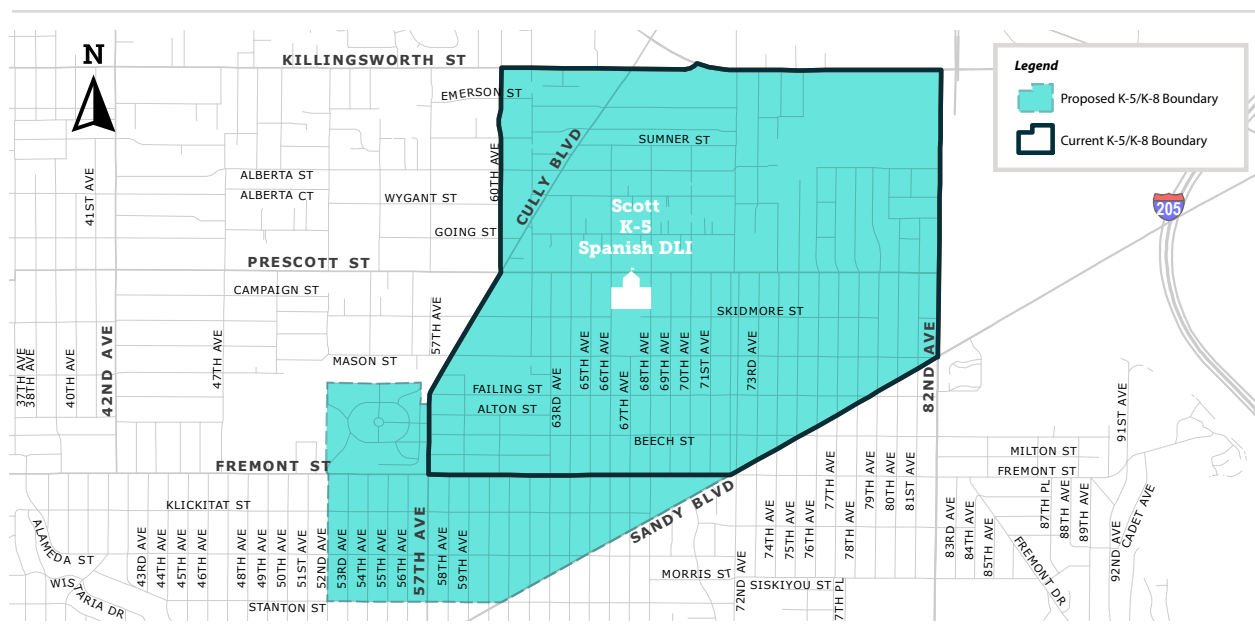 N
KILLINGSWORTH ST
EMERSON ST
CULLY BLVD
SUMNER ST
60TH AVE
41ST AVE
ALBERTA ST
ALBERTA CT
WYGANT ST
GOING ST
PRESCOTT ST
Scott
K-5
Spanish DLI
Legend
Proposed K-5/K-8 Boundary
Current K-5/K-8 Boundary
205
CAMPAIGN ST
57TH AVE
SKIDMORE ST
MASON ST
37TH AVE
38TH AVE
40TH AVE
42ND AVE
47TH AVE
FAILING ST
ALTON ST
63RD AVE
65TH AVE
66TH AVE
67TH AVE
68TH AVE
69TH AVE
70TH AVE
71ST AVE
73RD AVE
82ND AVE
91ST AVE
BEECH ST
FREMONT ST
MILTON ST
FREMONT ST
KLICKITAT ST
SANDY BLVD
ALAMEDA ST
WISTARIA DR
43RD AVE
44TH AVE
45TH AVE
46TH AVE
48TH AVE
49TH AVE
50TH AVE
51ST AVE
52ND AVE
53RD AVE
54TH AVE
55TH AVE
56TH AVE
57TH AVE
58TH AVE
59TH AVE
STANTON ST
MORRIS ST
72ND AVE
SISKIYOU ST
74TH AVE
75TH AVE
76TH AVE
77TH AVE
78TH AVE
79TH AVE
80TH AVE
81ST AVE
83RD AVE
84TH AVE
85TH AVE
87TH PL
88TH AVE
89TH AVE
92ND AVE
CADET AVE
FREMONT DR
7TH PL